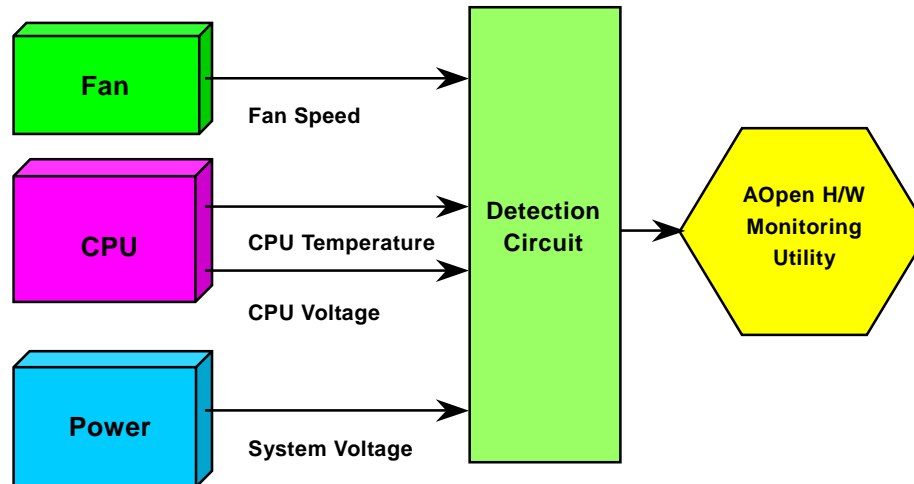 Fan
Fan Speed
CPU
CPU Temperature
CPU Voltage
Power
System Voltage
Detection
Circuit
AOpen H/W
Monitoring
Utility